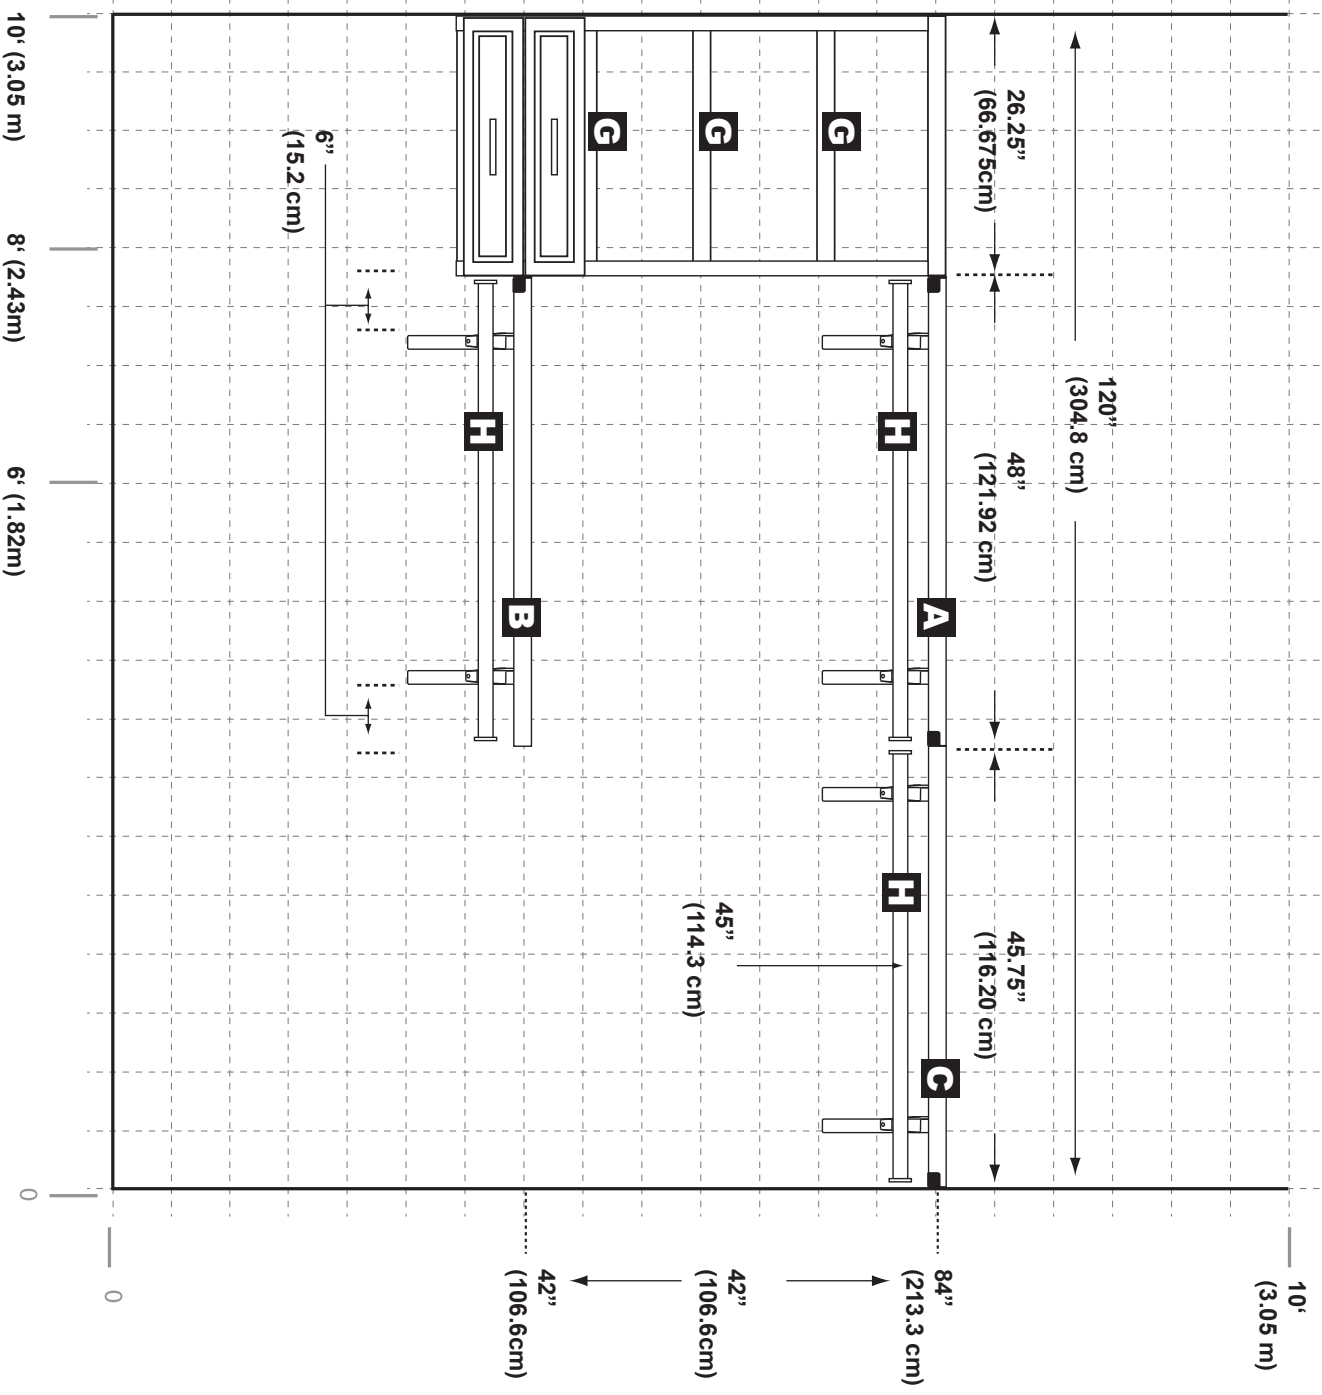 10‘
(3.05 m)
120”
(304.8 cm)
26.25”
(66.675cm)
48”
(121.92 cm)
45.75”
(116.20 cm)
84”
(213.3 cm)
A
C
H
H
G
G
G
45”
(114.3 cm)
42”
(106.6cm)
B
42”
(106.6cm)
H
6”
(15.2 cm)
0
10‘ (3.05 m)
8‘ (2.43m)
6‘ (1.82m)
0